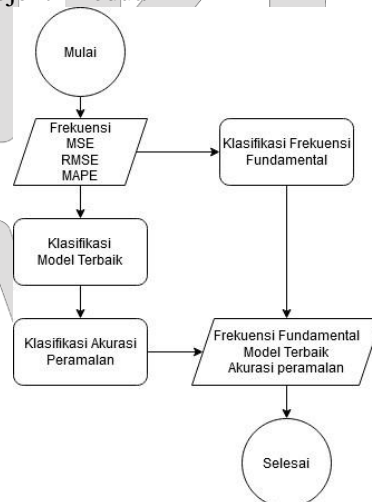 Mulai
Frekuensi
MSE
RMSE
MAPE
Klasifikasi Frekuensi
Fundamental
Klasifikasi
Model Terbaik
Klasifikasi Akurasi
Peramalan
Frekuensi Fundamental
Model Terbaik
Akurasi peramalan
Selesai